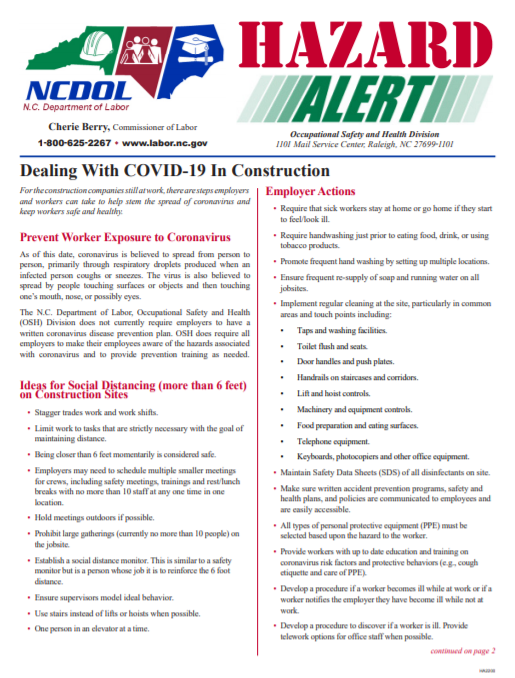 NCDOL
N.C. Department of Labor
Cherie Berry, Commissioner of Labor
1-800-625-2267 • www.labor.nc.gov
HAZARD
ALERT
Occupational Safety and Health Division
1101 Mail Service Center, Raleigh, NC 27699-1101
Dealing With COVID-19 In Construction
For the construction companies still at work, there are steps employers
and workers can take to help stem the spread of coronavirus and
keep workers safe and healthy.
Prevent Worker Exposure to Coronavirus
As of this date, coronavirus is believed to spread from person to
person, primarily through respiratory droplets produced when an
infected person coughs or sneezes. The virus is also believed to
spread by people touching surfaces or objects and then touching
one's mouth, nose, or possibly eyes.
The N.C. Department of Labor, Occupational Safety and Health
(OSH) Division does not currently require employers to have a
written coronavirus disease prevention plan. OSH does require all
employers to make their employees aware of the hazards associated
with coronavirus and to provide prevention training as needed.
Ideas for Social Distancing (more than 6 feet)
on Construction Sites
• Stagger trades work and work shifts.
• Limit work to tasks that are strictly necessary with the goal of
maintaining distance.
• Being closer than 6 feet momentarily is considered safe.
• Employers may need to schedule multiple smaller meetings
for crews, including safety meetings, trainings and rest/lunch
breaks with no more than 10 staff at any one time in one
location.
• Hold meetings outdoors if possible.
• Prohibit large gatherings (currently no more than 10 people) on
the jobsite.
• Establish a social distance monitor. This is similar to a safety
monitor but is a person whose job it is to reinforce the 6 foot
distance.
• Ensure supervisors model ideal behavior.
• Use stairs instead of lifts or hoists when possible.
• One person in an elevator at a time.
Employer Actions
• Require that sick workers stay at home or go home if they start
to feel/look ill.
• Require handwashing just prior to eating food, drink, or using
tobacco products.
• Promote frequent hand washing by setting up multiple locations.
• Ensure frequent re-supply of soap and running water on all
jobsites.
• Implement regular cleaning at the site, particularly in common
areas and touch points including:
• Taps and washing facilities.
• Toilet flush and seats.
• Door handles and push plates.
• Handrails on staircases and corridors.
• Lift and hoist controls.
• Machinery and equipment controls.
• Food preparation and eating surfaces.
• Telephone equipment.
• Keyboards, photocopiers and other office equipment.
• Maintain Safety Data Sheets (SDS) of all disinfectants on site.
• Make sure written accident prevention programs, safety and
health plans, and policies are communicated to employees and
are easily accessible.
• All types of personal protective equipment (PPE) must be
selected based upon the hazard to the worker.
• Provide workers with up to date education and training on
coronavirus risk factors and protective behaviors (e.g., cough
etiquette and care of PPE).
• Develop a procedure if a worker becomes ill while at work or if a
worker notifies the employer they have become ill while not at
work.
• Develop a procedure to discover if a worker is ill. Provide
telework options for office staff when possible.
continued on page 2